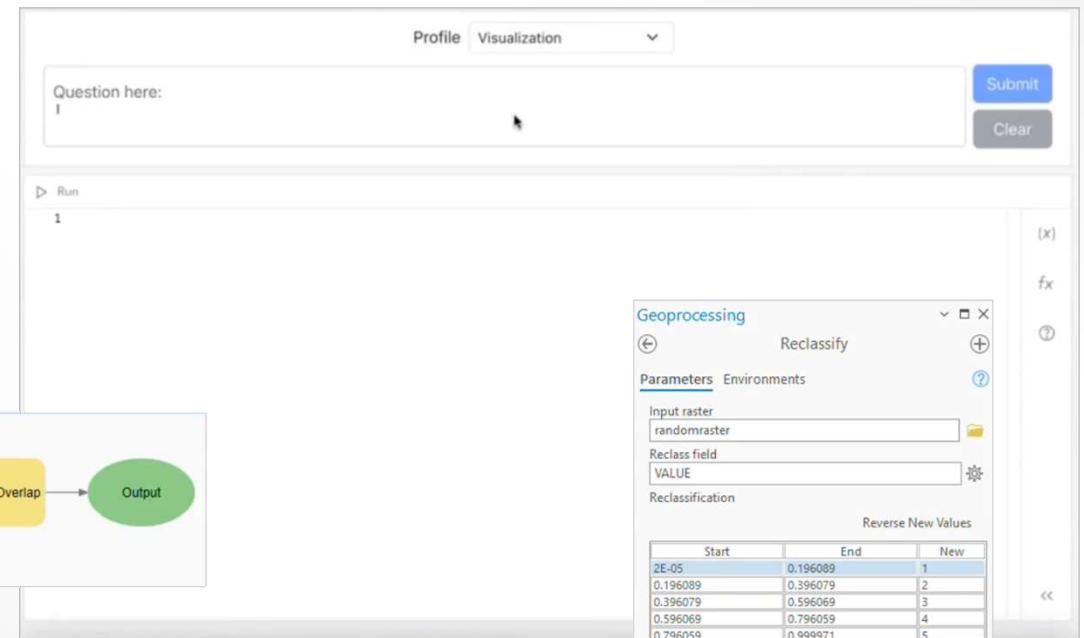 Profile Visualization
Question here:
Submit
Clear
Run
1
(x)
fx
Geoprocessing
Reclassify
Parameters Environments
Input raster
randomraster
Reclass field
VALUE
Reclassification
Reverse New Values
Start End New
2E-05 0.196089 1
0.196089 0.396079 2
0.396079 0.596069 3
0.596069 0.796059 4
0.796059 0.999971 5
Overlap
Output